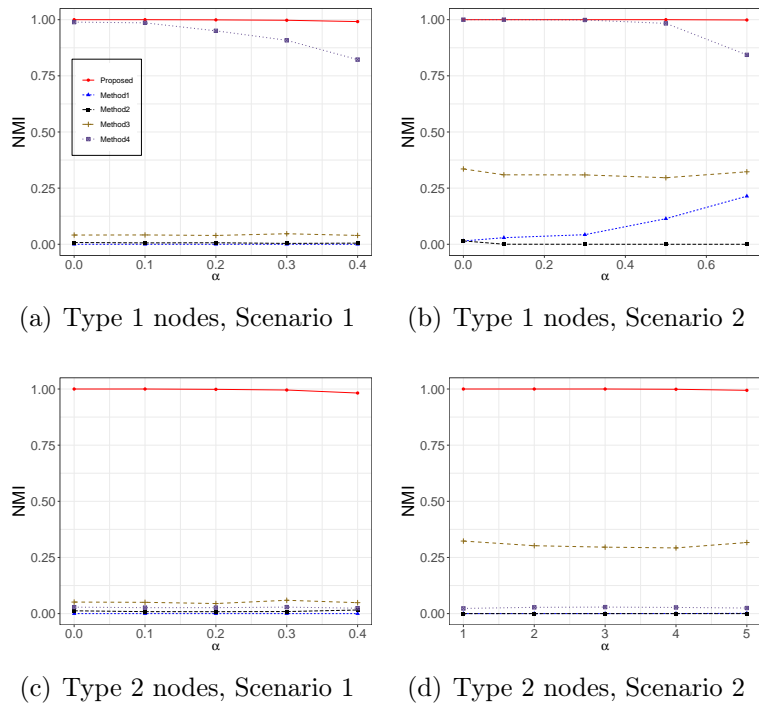 1.00
0.75
0.50
0.25
0.00
NMI
Proposed
Method1
Method2
Method3
Method4
0.0 0.1 0.2 0.3 0.4
α
(a) Type 1 nodes, Scenario 1
1.00
0.75
0.50
0.25
0.00
NMI
0.0 0.2 0.4 0.6
α
(b) Type 1 nodes, Scenario 2
1.00
0.75
0.50
0.25
0.00
NMI
0.0 0.1 0.2 0.3 0.4
α
(c) Type 2 nodes, Scenario 1
1.00
0.75
0.50
0.25
0.00
NMI
1 2 3 4 5
α
(d) Type 2 nodes, Scenario 2